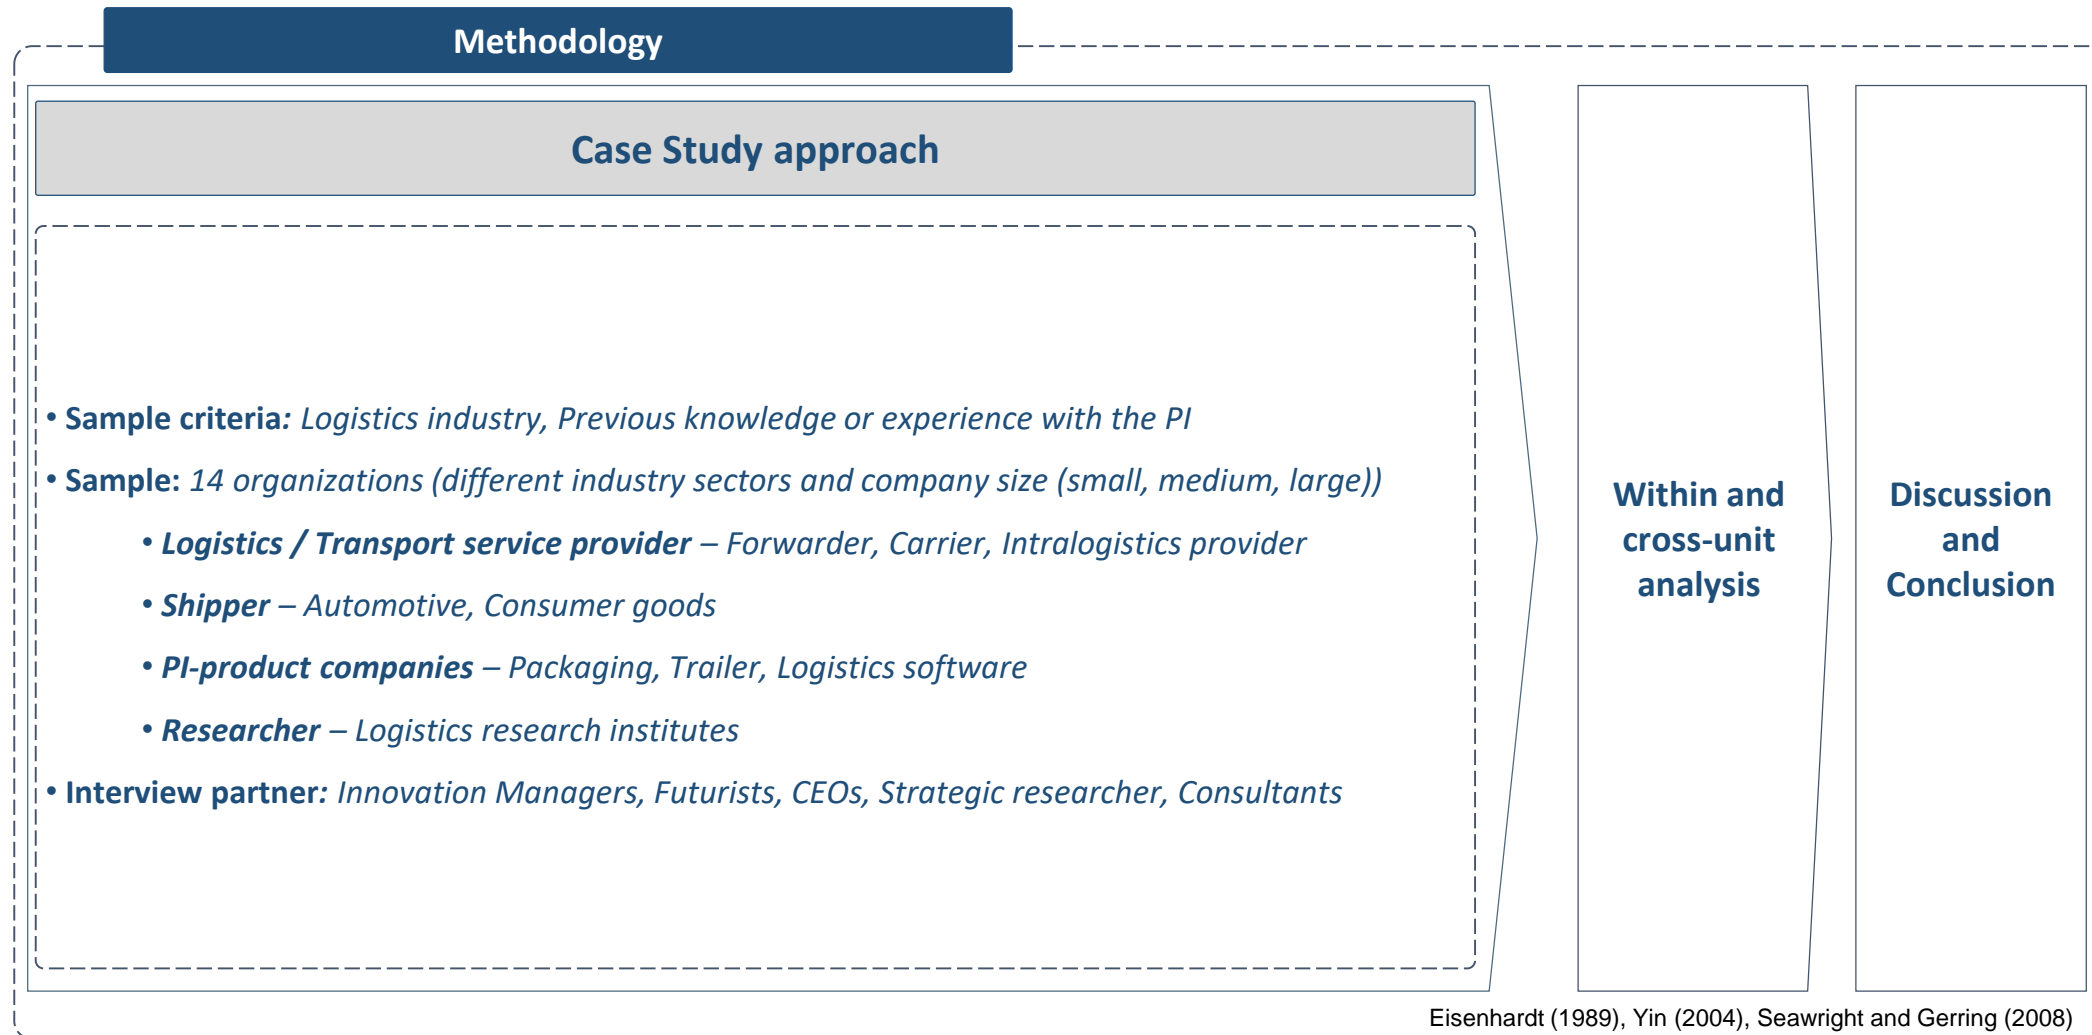 Methodology
Case Study approach
• Sample criteria: Logistics industry, Previous knowledge or experience with the PI
• Sample: 14 organizations (different industry sectors and company size (small, medium, large))
• Logistics / Transport service provider – Forwarder, Carrier, Intralogistics provider
• Shipper – Automotive, Consumer goods
• PI-product companies – Packaging, Trailer, Logistics software
• Researcher – Logistics research institutes
• Interview partner: Innovation Managers, Futurists, CEOs, Strategic researcher, Consultants
Within and
cross-unit
analysis
Discussion
and
Conclusion
Eisenhardt (1989), Yin (2004), Seawright and Gerring (2008)